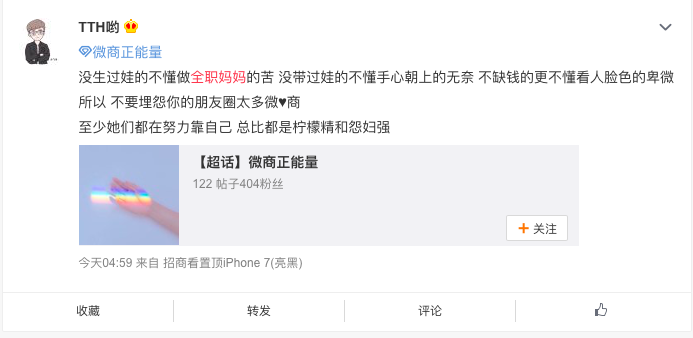 TTH哟
微商正能量
没生过娃的不懂做全职妈妈的苦 没带过娃的不懂手心朝上的无奈 不缺钱的更不懂看人脸色的卑微
所以 不要埋怨你的朋友圈太多微♥商
至少她们都在努力靠自己 总比都是柠檬精和怨妇强
【超话】微商正能量
122 帖子404粉丝
+ 关注
今天04:59 来自 招商看置顶iPhone 7(亮黑)
收藏
转发
评论